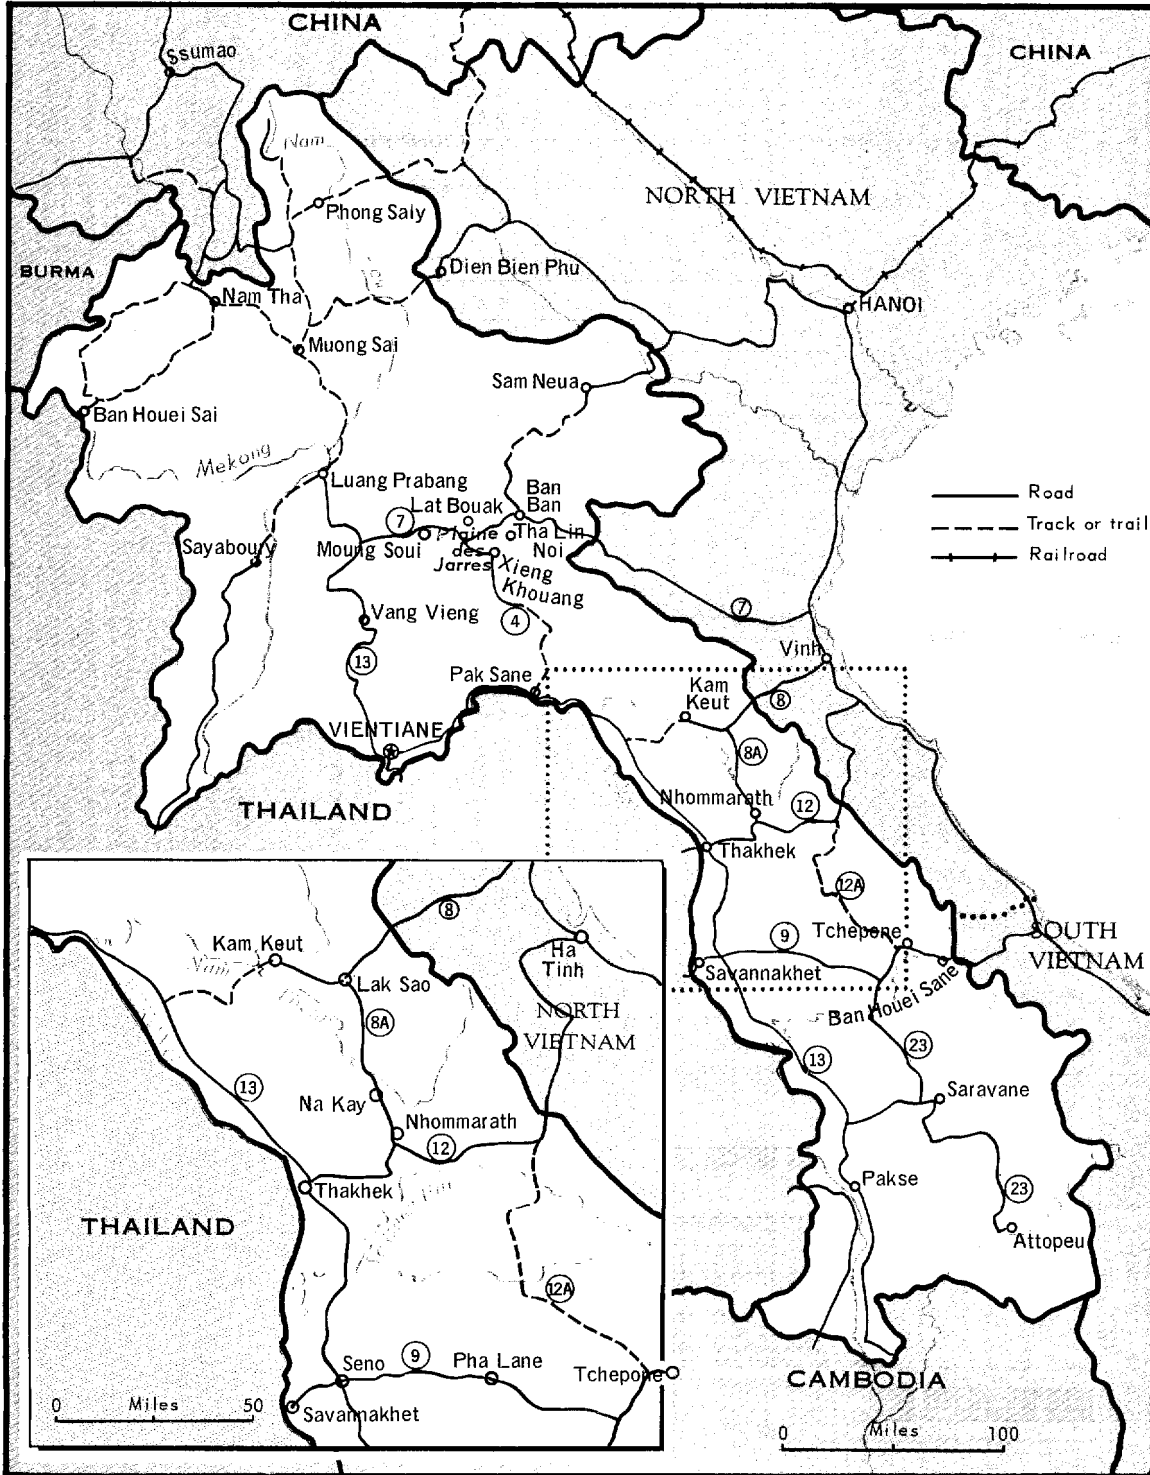 CHINA
CHINA
Ssumao
Nam
NORTH VIETNAM
Phong Saly
BURMA
Dien Bien Phu
Nam Tha
HANOI
Muong Sai
Sam Neua
Ban Houei Sai
Mekong
Luang Prabang
Ban
Ban
Lat Bouak
7
Road
Track or trail
Railroad
Sayaboury
Moung Soui
Plaine
des
Jarres
Tha Lin
Noi
Xieng
Khouang
4
7
Vang Vieng
13
Vinh
Pak Sane
Kam
Keut
8
VIENTIANE
8A
THAILAND
Nhommarath
12
Thakhek
12A
Tchepone
9
SOUTH
VIETNAM
Savannakhet
Ban Houei Sane
13
23
Saravane
Pakse
23
Attopeu
CAMBODIA
Miles
0
100
8
Kam Keut
Ha
Tinh
Lak Sao
8A
NORTH
VIETNAM
13
Na Kay
Nhommarath
12
Thakhek
THAILAND
12A
Seno
9
Pha Lane
Tchepone
0
Miles
50
Savannakhet